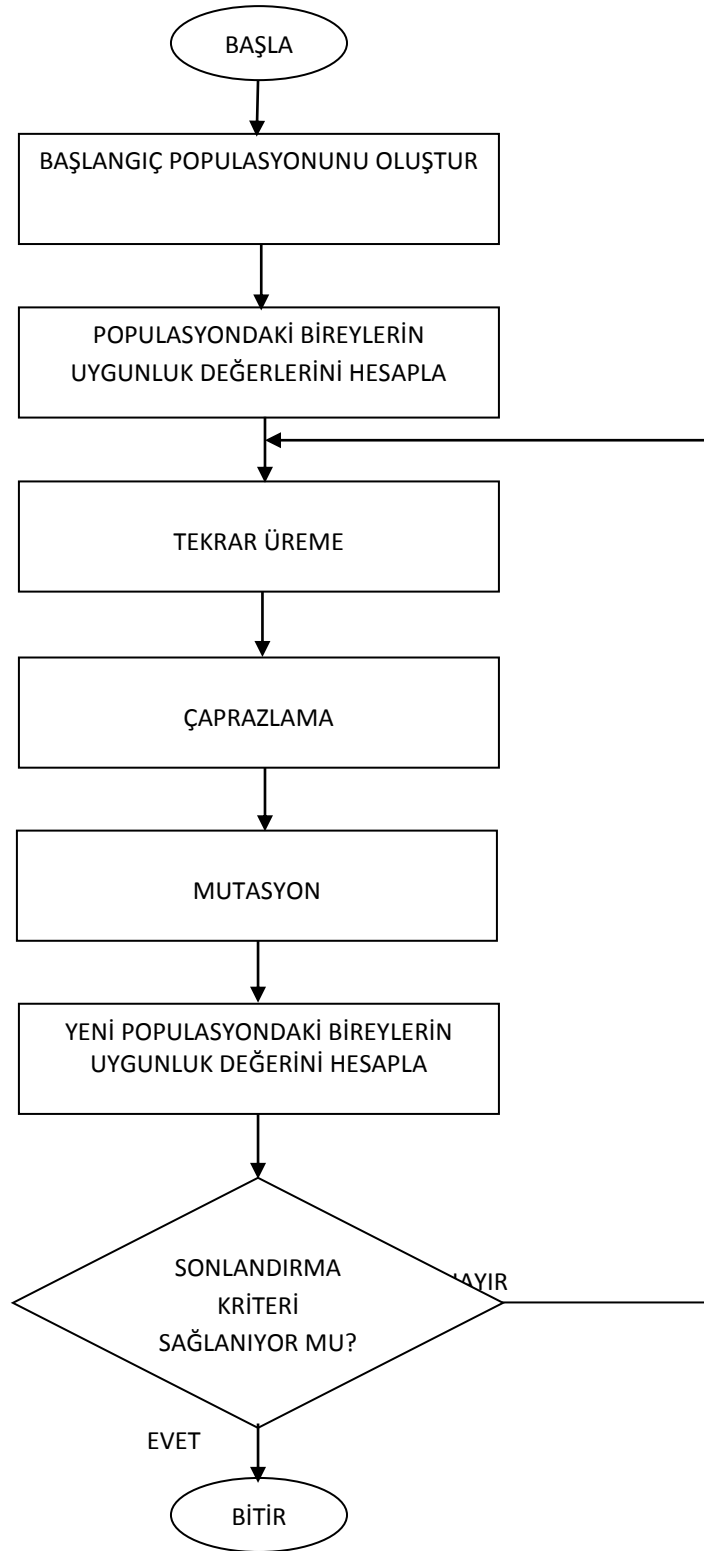 BAŞLA
BAŞLANGIÇ POPULASYONUNU OLUŞTUR
POPULASYONDAKİ BİREYLERİN
UYGUNLUK DEĞERLERİNİ HESAPLA
TEKRAR ÜREME
ÇAPRAZLAMA
MUTASYON
YENİ POPULASYONDAKİ BİREYLERİN
UYGUNLUK DEĞERİNİ HESAPLA
SONLANDIRMA
KRİTERİ
SAĞLANIYOR MU?
HAYIR
EVET
BİTİR